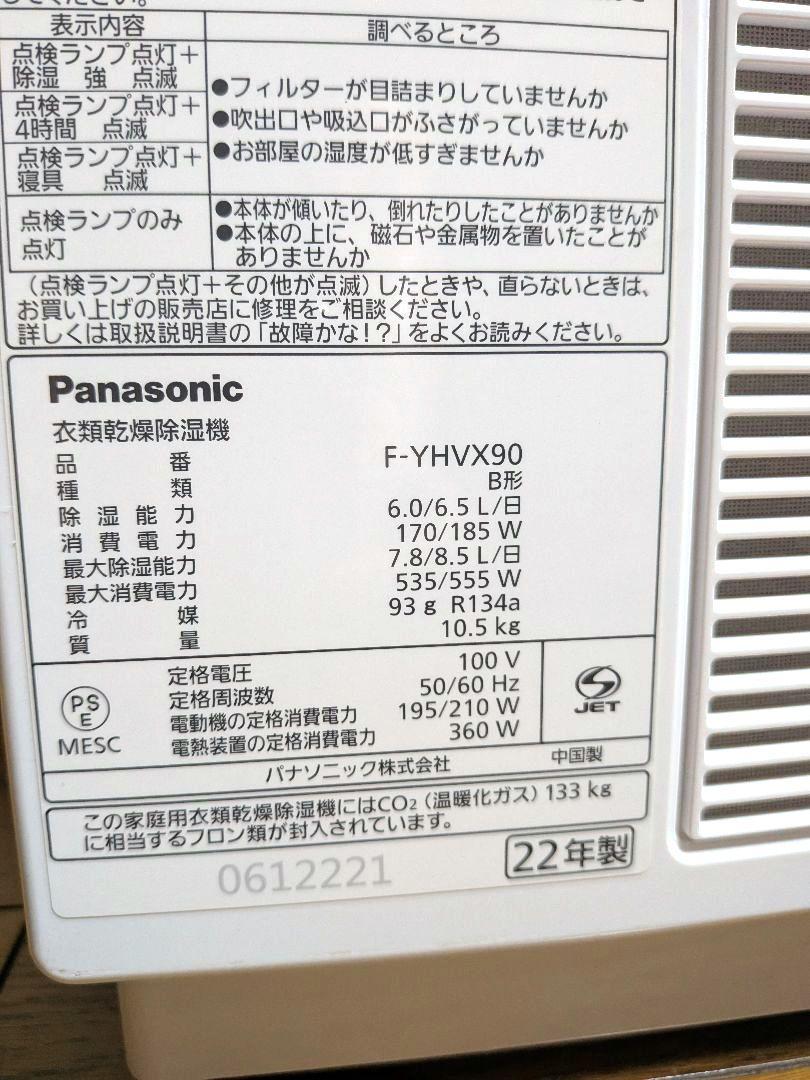 表示内容 調べるところ
点検ランプ点灯＋
除湿 強 点滅
点検ランプ点灯＋
4時間 点滅
点検ランプ点灯＋
寝具 点滅
●フィルターが目詰まりしていませんか
●吹出口や吸込口がふさがっていませんか
●お部屋の湿度が低すぎませんか
点検ランプのみ
点灯
●本体が傾いたり、倒れたりしたことがありませんか
●本体の上に、磁石や金属物を置いたことが
ありませんか
（点検ランプ点灯＋その他が点滅）したときや、直らないときは、
お買い上げの販売店に修理をご相談ください。
詳しくは取扱説明書の「故障かな!?」をよくお読みください。
Panasonic
衣類乾燥除湿機
品番 F-YHVX90
種類 B形
除湿能力 6.0/6.5 L/日
消費電力 170/185 W
最大除湿能力 7.8/8.5 L/日
最大消費電力 535/555 W
冷媒 93 g R134a
質量 10.5 kg
PS
E
MESC
定格電圧 100 V
定格周波数 50/60 Hz
電動機の定格消費電力 195/210 W
電熱装置の定格消費電力 360 W
JET
パナソニック株式会社 中国製
この家庭用衣類乾燥除湿機にはCO₂（温暖化ガス）133 kg
に相当するフロン類が封入されています。
0612221
22年製